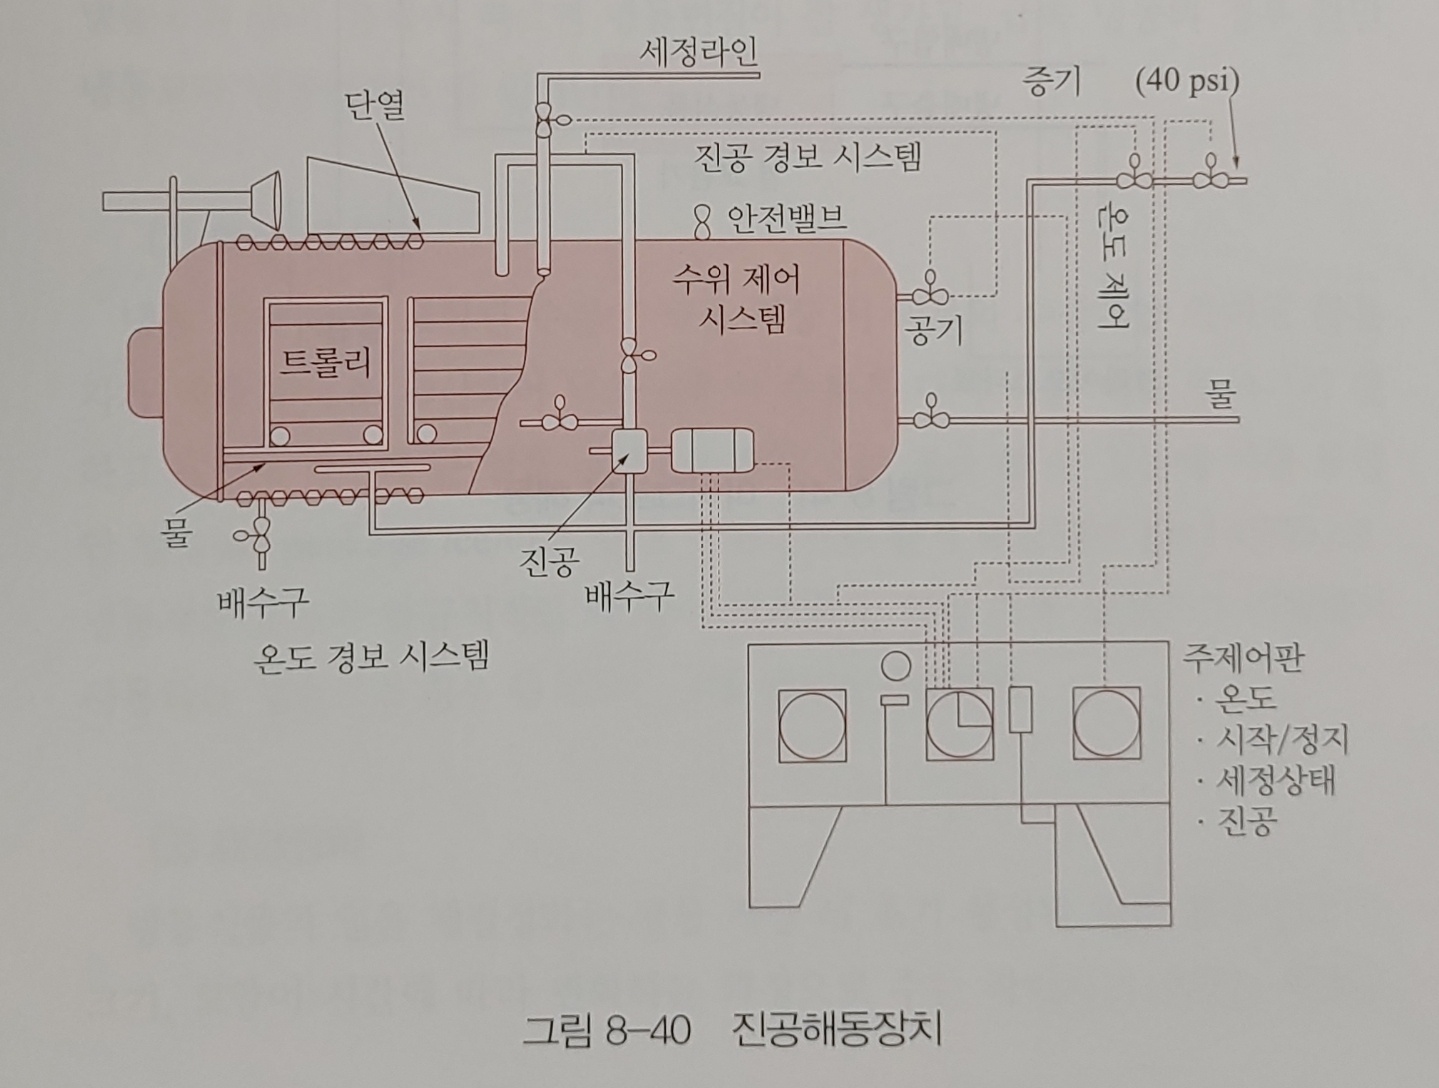 세정라인
증기 (40 psi)
단열
진공 경보 시스템
안전밸브
온도 제어
수위 제어
시스템
공기
트롤리
물
물
진공
배수구
배수구
온도 경보 시스템
주제어판
· 온도
· 시작/정지
· 세정상태
· 진공
그림 8-40 진공해동장치